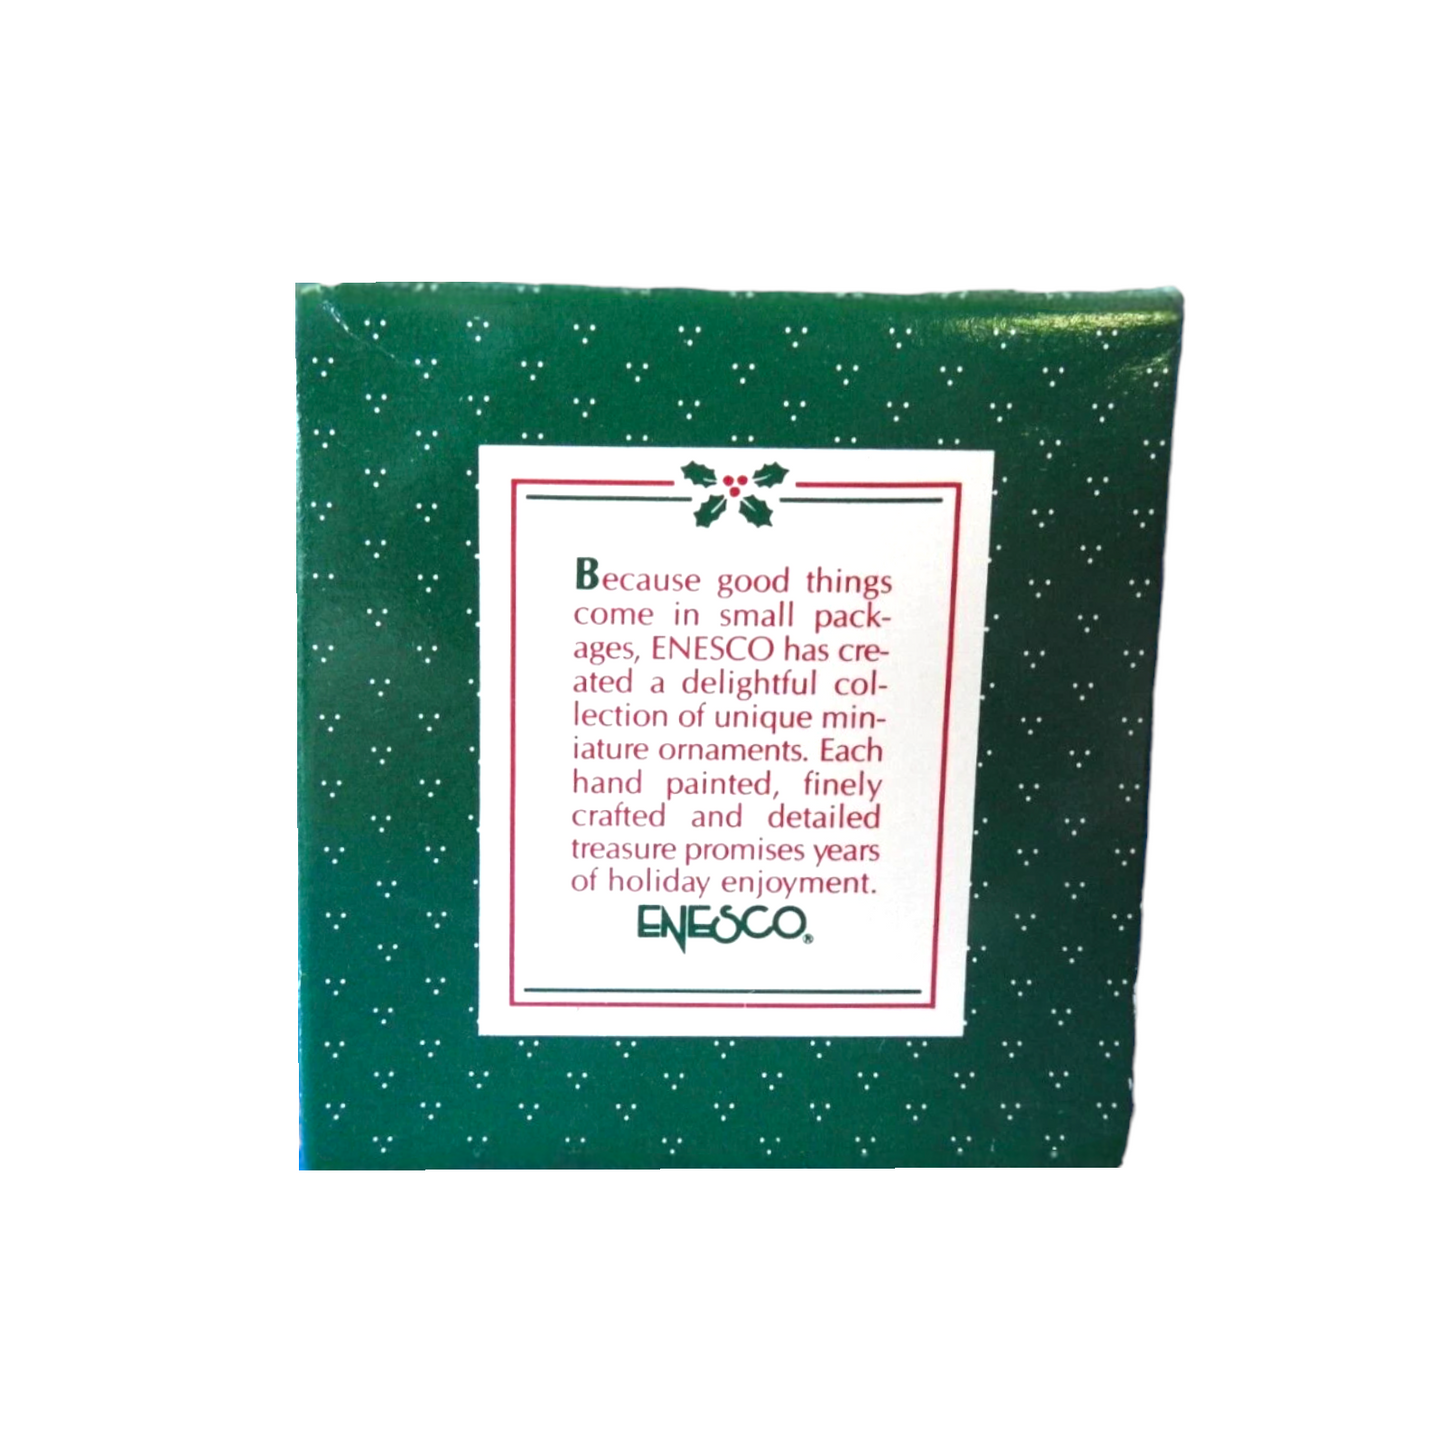 Because good things
come in small pack-
ages, ENESCO has cre-
ated a delightful col-
lection of unique min-
iature ornaments. Each
hand painted, finely
crafted and detailed
treasure promises years
of holiday enjoyment.
ENESCO®